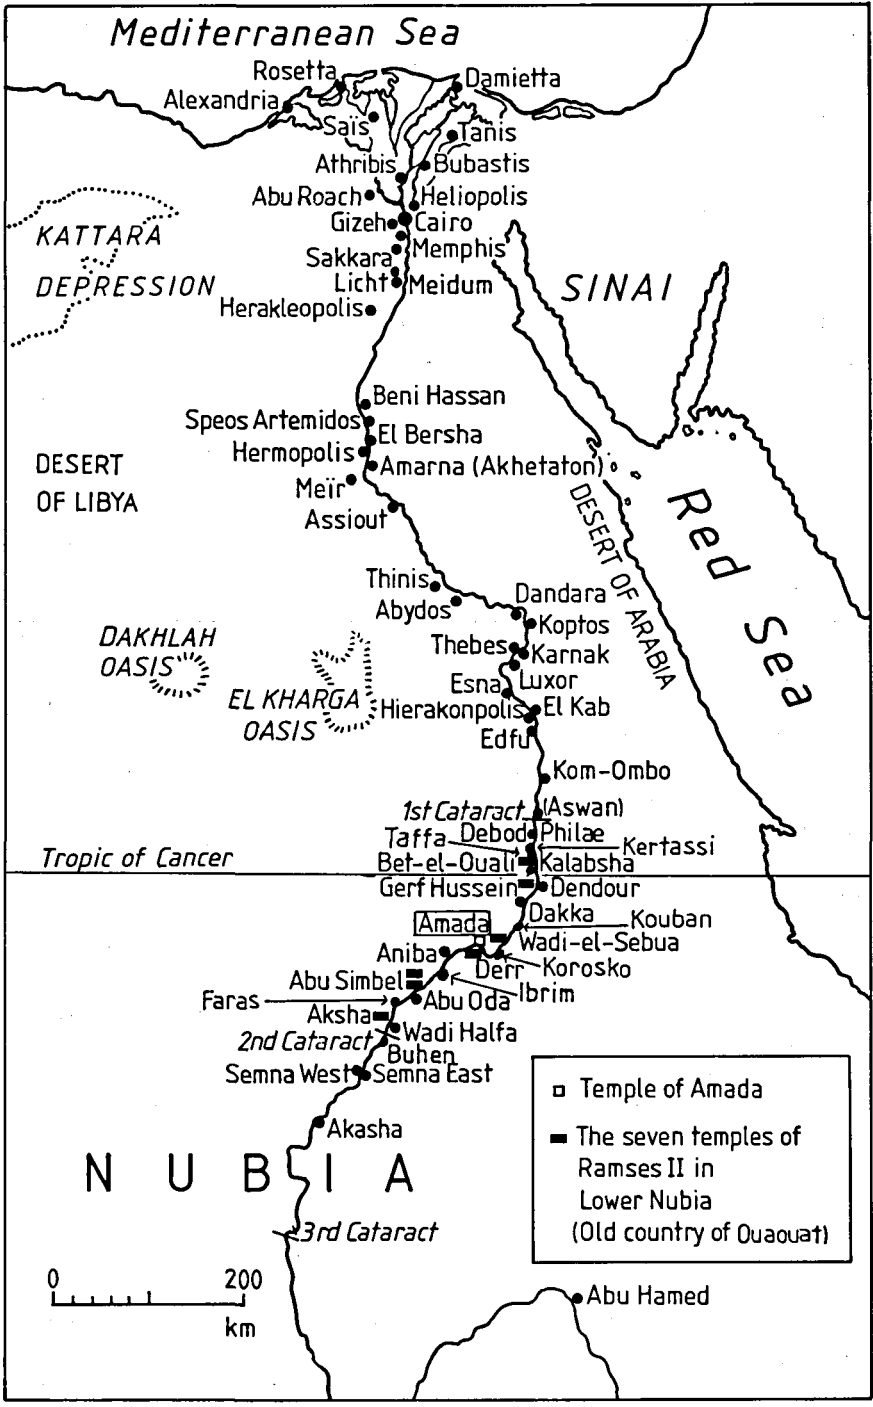 Mediterranean Sea
Rosetta
Damietta
Alexandria
Saïs
Tanis
Athribis
Bubastis
Abu Roach
Heliopolis
Gizeh
Cairo
KATTARA
DEPRESSION
Memphis
Sakkara
Licht
Meidum
SINAI
Herakleopolis
Beni Hassan
Speos Artemidos
El Bersha
Hermopolis
Amarna (Akhetaton)
DESERT
OF LIBYA
Meïr
Assiout
Red Sea
DESERT OF ARABIA
Thinis
Abydos
Dandara
Koptos
DAKHLAH
OASIS
Thebes
Karnak
Luxor
Esna
EL KHARGA
OASIS
Hierakonpolis
El Kab
Edfu
Kom-Ombo
1st Cataract
(Aswan)
Debod
Philae
Taffa
Kertassi
Tropic of Cancer
Bet-el-Ouali
Kalabsha
Gerf Hussein
Dendour
Dakka
Kouban
Amada
Wadi-el-Sebua
Aniba
Derr
Korosko
Abu Simbel
Ibrim
Faras
Abu Oda
Aksha
Wadi Halfa
2nd Cataract
Buhen
Semna West
Semna East
Akasha
NUBIA
3rd Cataract
Temple of Amada
The seven temples of
Ramses II in
Lower Nubia
(Old country of Ouaouat)
0 200
km
Abu Hamed